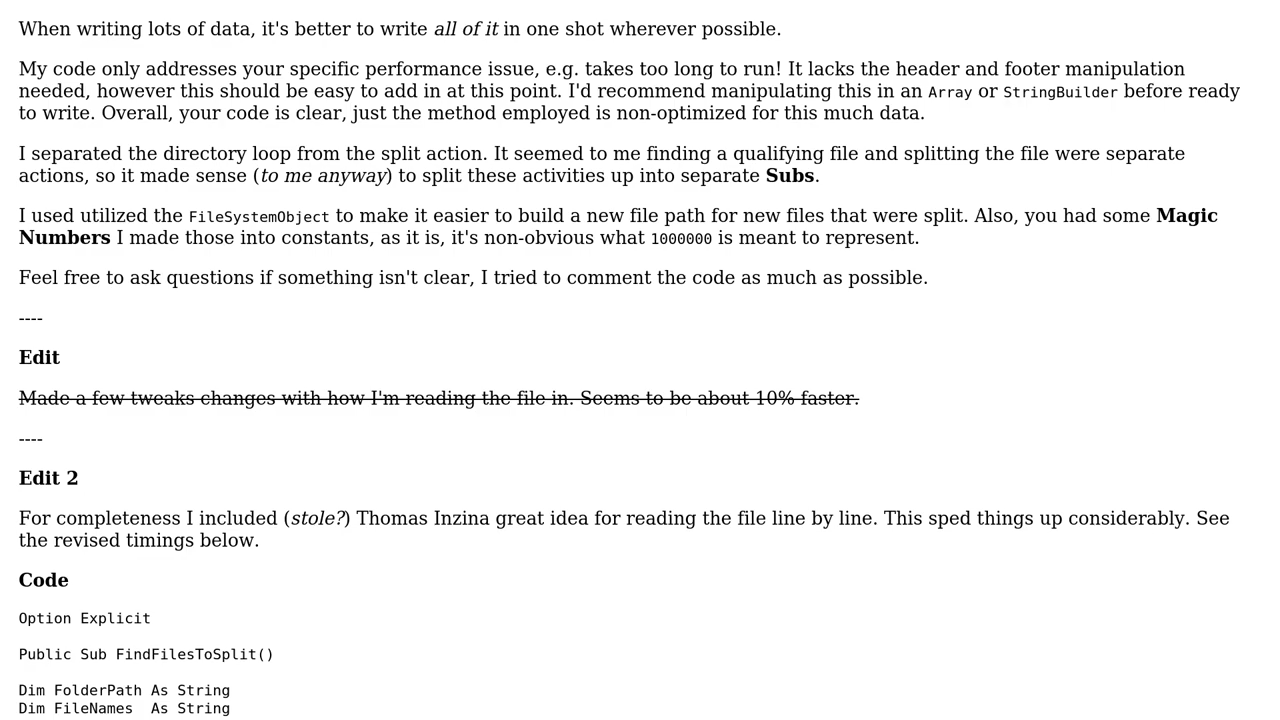 When writing lots of data, it's better to write all of it in one shot wherever possible.
My code only addresses your specific performance issue, e.g. takes too long to run! It lacks the header and footer manipulation
needed, however this should be easy to add in at this point. I'd recommend manipulating this in an Array or StringBuilder before ready
to write. Overall, your code is clear, just the method employed is non-optimized for this much data.
I separated the directory loop from the split action. It seemed to me finding a qualifying file and splitting the file were separate
actions, so it made sense (to me anyway) to split these activities up into separate Subs.
I used utilized the FileSystemObject to make it easier to build a new file path for new files that were split. Also, you had some Magic
Numbers I made those into constants, as it is, it's non-obvious what 1000000 is meant to represent.
Feel free to ask questions if something isn't clear, I tried to comment the code as much as possible.
----
Edit
Made a few tweaks changes with how I'm reading the file in. Seems to be about 10% faster.
----
Edit 2
For completeness I included (stole?) Thomas Inzina great idea for reading the file line by line. This sped things up considerably. See
the revised timings below.
Code
Option Explicit
Public Sub FindFilesToSplit()
Dim FolderPath As String
Dim FileNames  As String